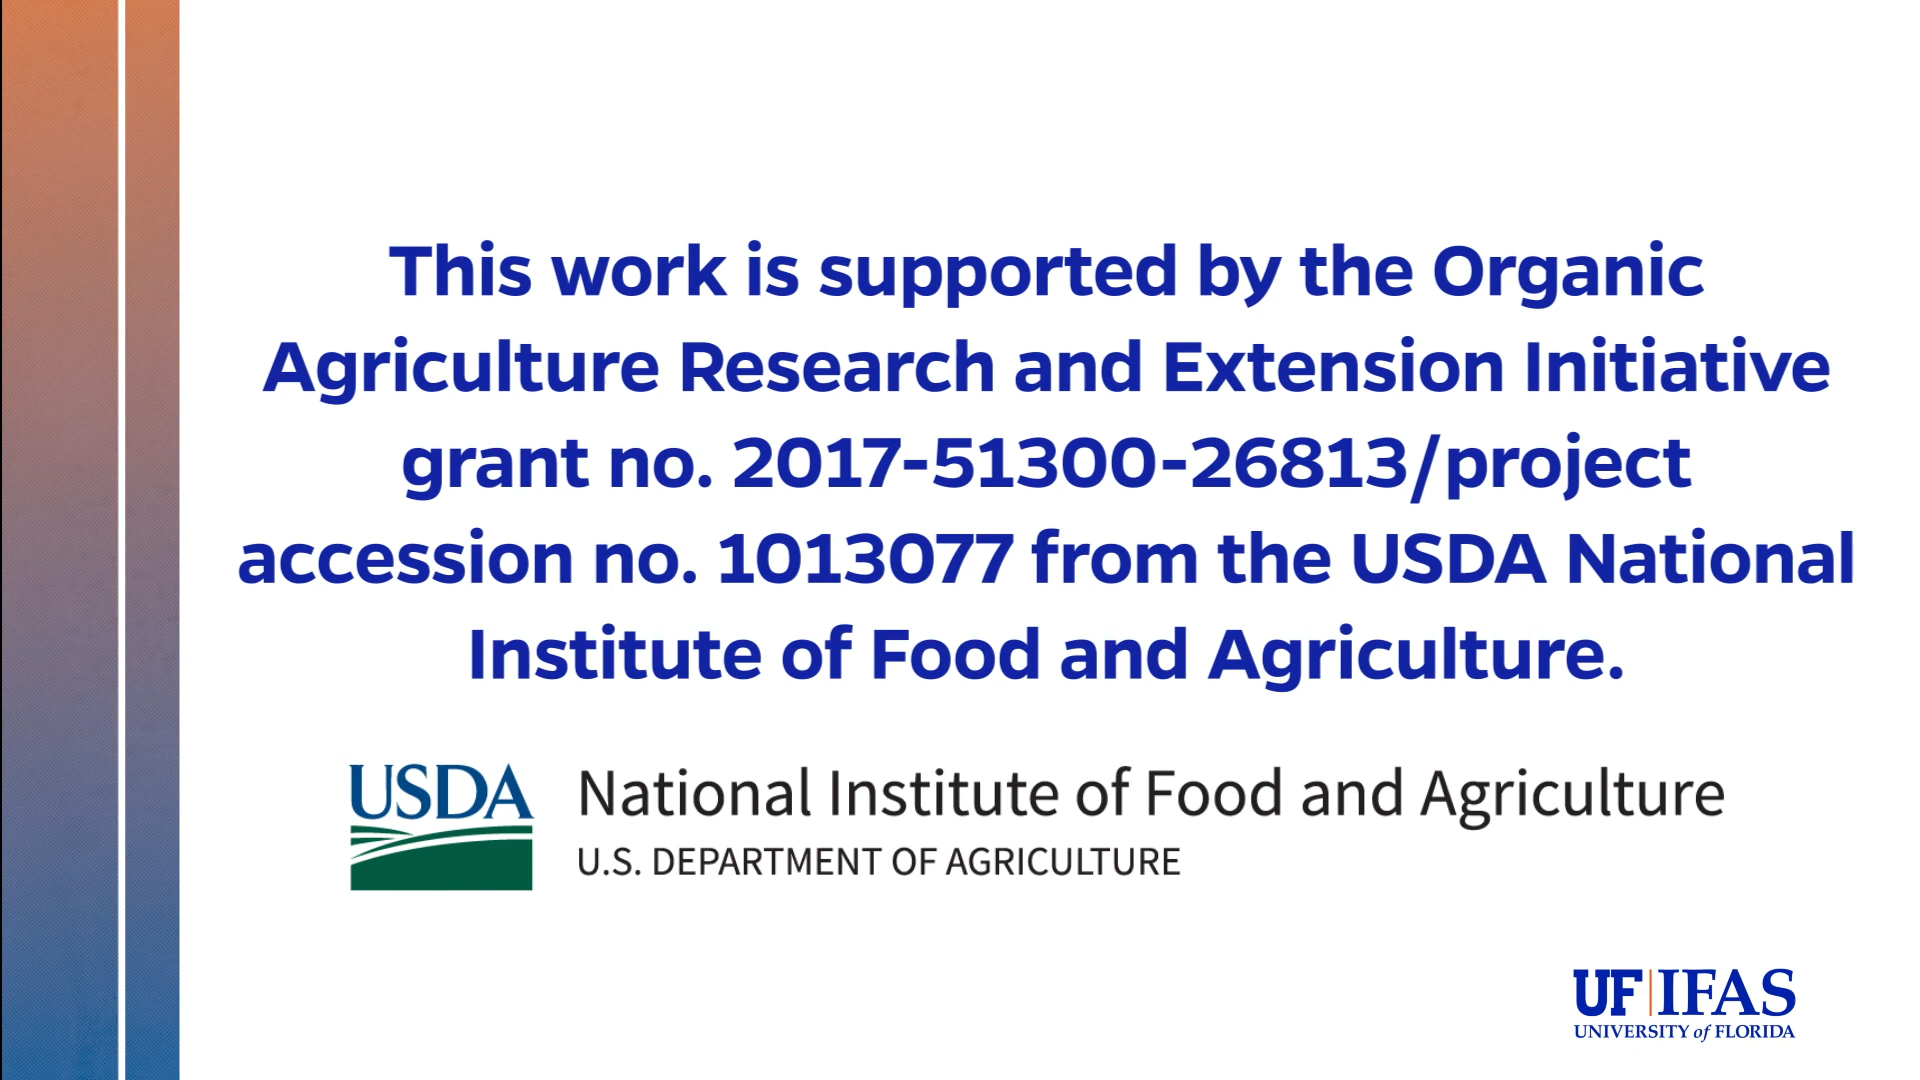 This work is supported by the Organic
Agriculture Research and Extension Initiative
grant no. 2017-51300-26813/project
accession no. 1013077 from the USDA National
Institute of Food and Agriculture.
USDA
National Institute of Food and Agriculture
U.S. DEPARTMENT OF AGRICULTURE
UF|IFAS
UNIVERSITY of FLORIDA